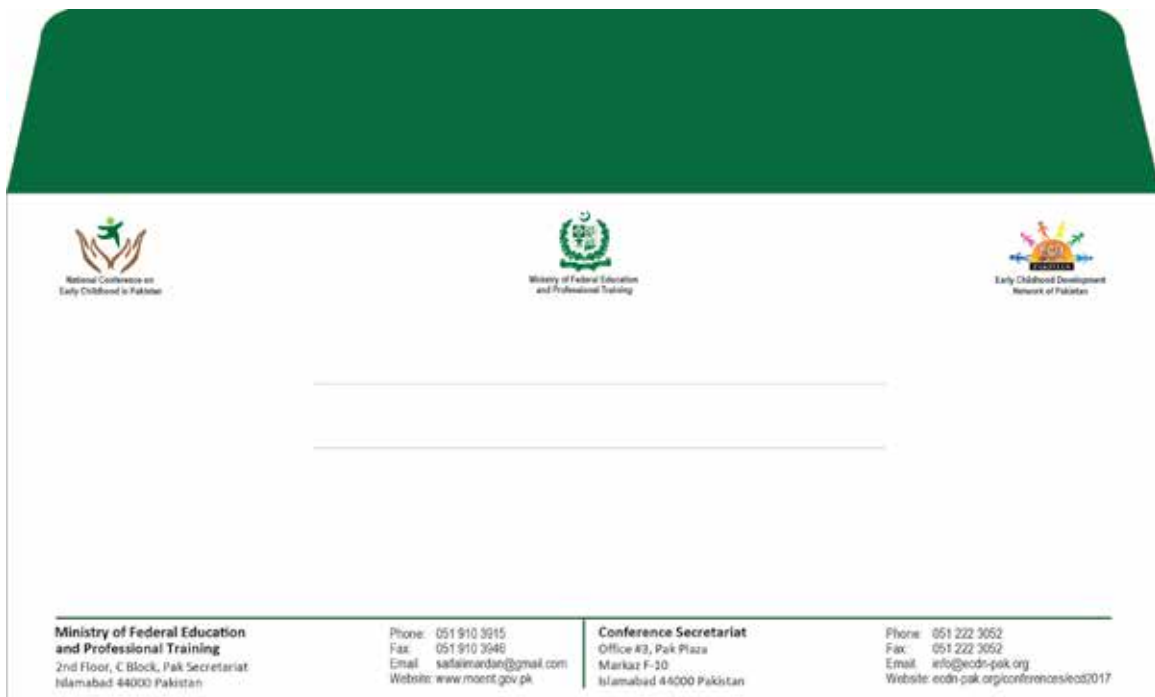 National Conference on
Early Childhood in Pakistan
Ministry of Federal Education
and Professional Training
Early Childhood Development
Network of Pakistan
Ministry of Federal Education
and Professional Training
2nd Floor, C Block, Pak Secretariat
Islamabad 44000 Pakistan
Phone: 051 910 3915
Fax: 051 910 3946
Email:
Website: www.moent.gov.pk
Conference Secretariat
Office #3, Pak Plaza
Markaz F-10
Islamabad 44000 Pakistan
Phone: 051 222 3052
Fax: 051 222 3052
Email: info@ecdn-pak.org
Website: ecdn-pak.org/conferences/ecd2017